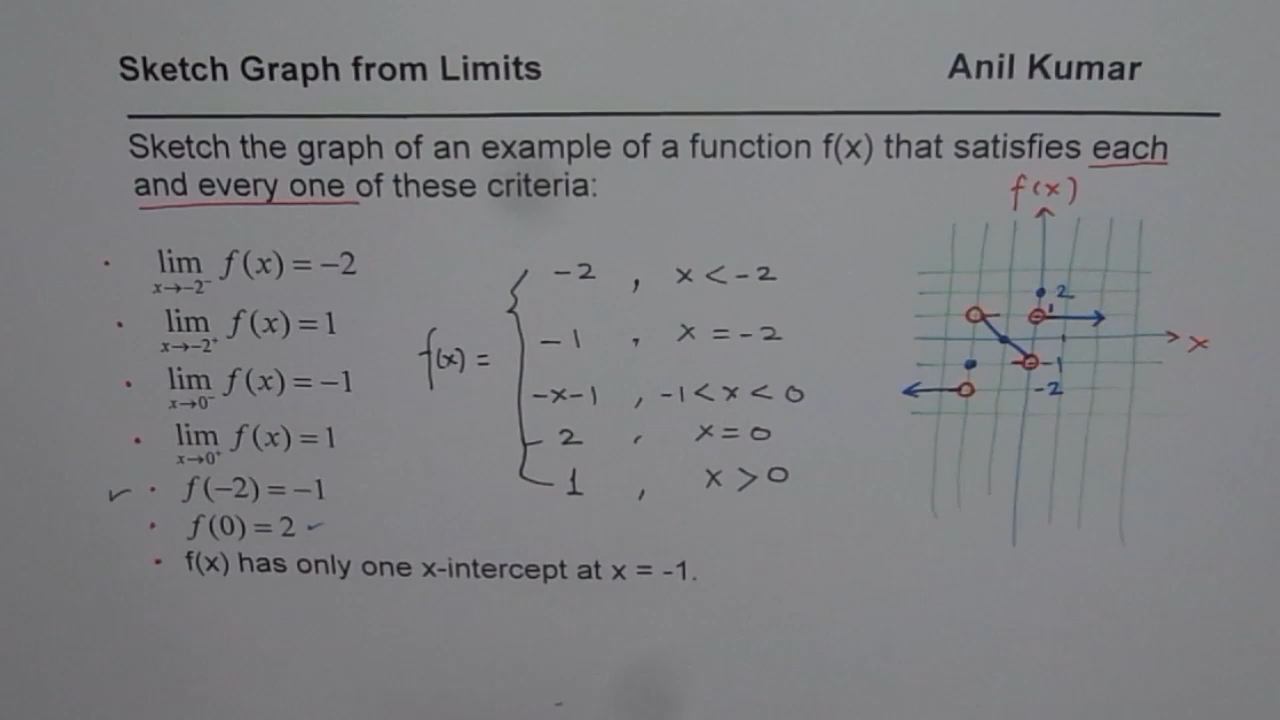 Sketch Graph from Limits Anil Kumar
Sketch the graph of an example of a function f(x) that satisfies each
and every one of these criteria:
f(x)
· lim x→-2⁻ f(x) = -2
· lim x→-2⁺ f(x) = 1
· lim x→0⁻ f(x) = -1
· lim x→0⁺ f(x) = 1
✓ · f(-2) = -1
· f(0) = 2 ✓
· f(x) has only one x-intercept at x = -1.
f(x) =
-2 , x < -2
-1 , x = -2
-x-1 , -1 < x < 0
2 , x = 0
1 , x > 0
2
1
x
-1
-2